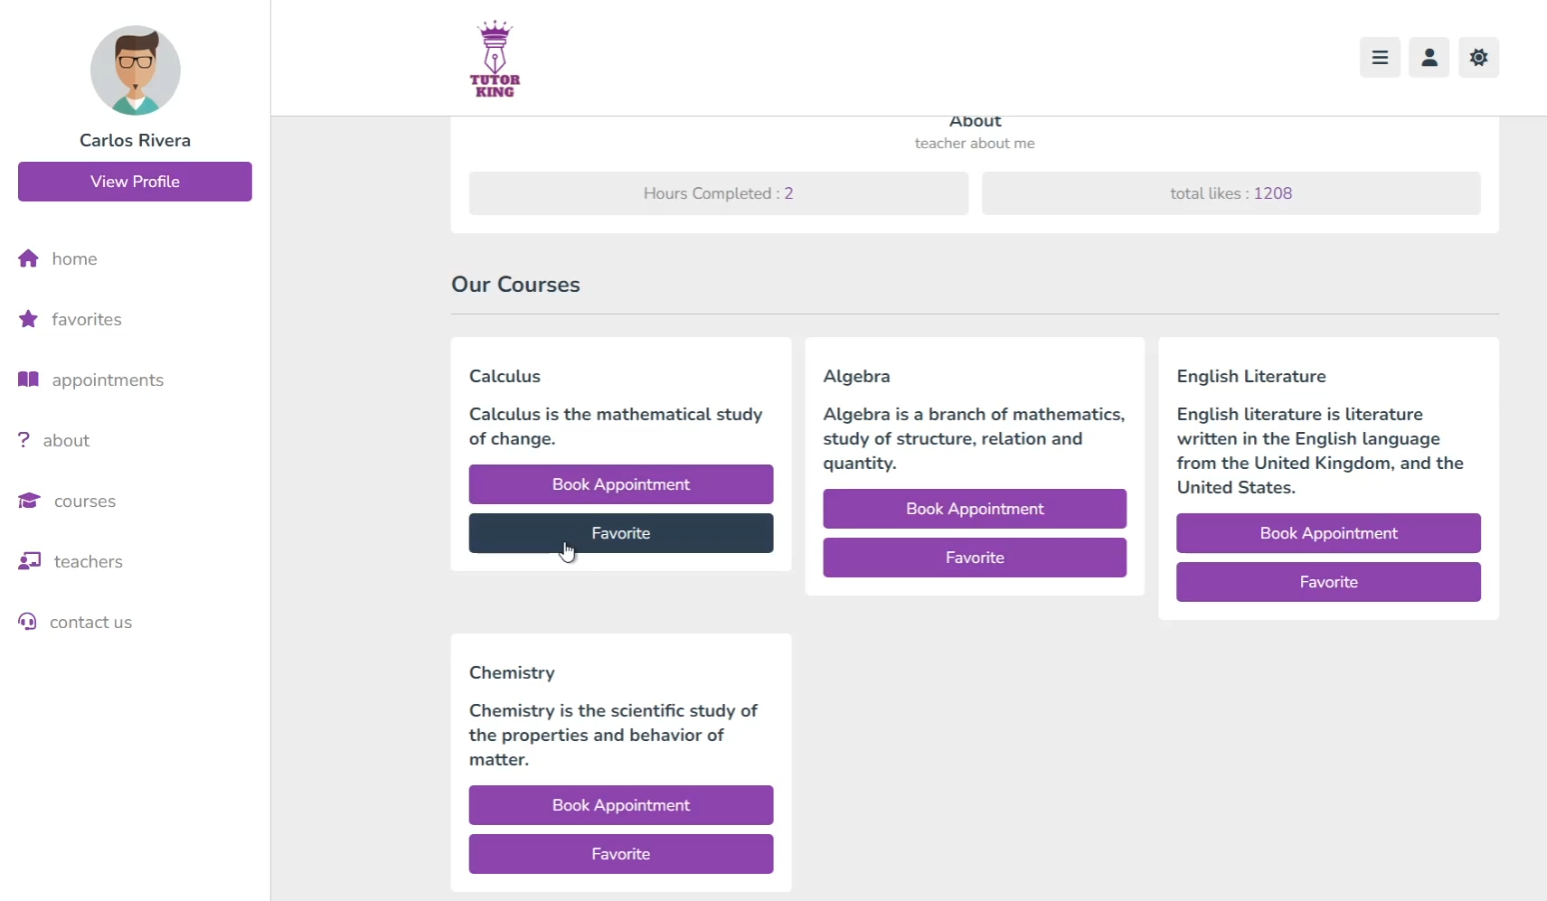 Carlos Rivera
View Profile
home
favorites
appointments
? about
courses
teachers
contact us
TUTOR
KING
About
teacher about me
Hours Completed : 2
total likes : 1208
Our Courses
Calculus
Calculus is the mathematical study
of change.
Book Appointment
Favorite
Algebra
Algebra is a branch of mathematics,
study of structure, relation and
quantity.
Book Appointment
Favorite
English Literature
English literature is literature
written in the English language
from the United Kingdom, and the
United States.
Book Appointment
Favorite
Chemistry
Chemistry is the scientific study of
the properties and behavior of
matter.
Book Appointment
Favorite